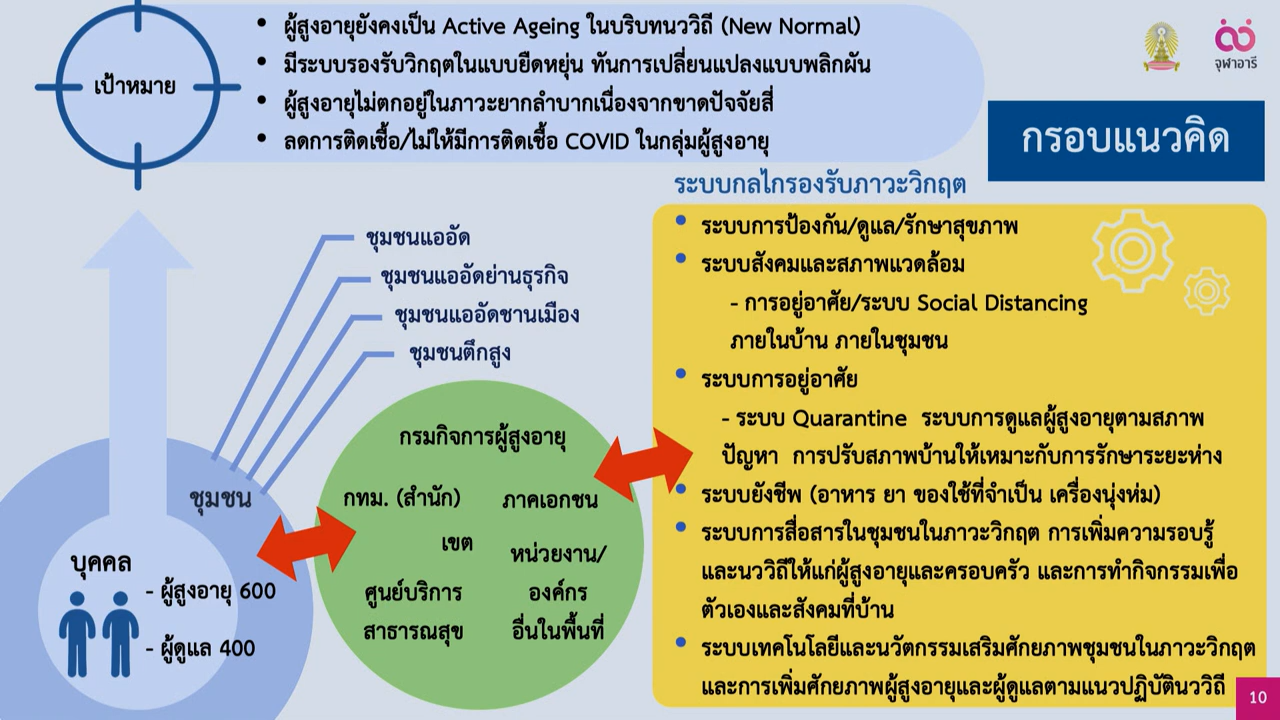 เป้าหมาย
• ผู้สูงอายุยังคงเป็น Active Ageing ในบริบทนววิถี (New Normal)
• มีระบบรองรับวิกฤตในแบบยืดหยุ่น ทันการเปลี่ยนแปลงแบบพลิกผัน
• ผู้สูงอายุไม่ตกอยู่ในภาวะยากลำบากเนื่องจากขาดปัจจัยสี่
• ลดการติดเชื้อ/ไม่ให้มีการติดเชื้อ COVID ในกลุ่มผู้สูงอายุ
จุฬาอารี
กรอบแนวคิด
ชุมชนแออัด
ชุมชนแออัดย่านธุรกิจ
ชุมชนแออัดชานเมือง
ชุมชนตึกสูง
ชุมชน
บุคคล
- ผู้สูงอายุ 600
- ผู้ดูแล 400
กรมกิจการผู้สูงอายุ
กทม. (สำนัก)
เขต
ศูนย์บริการ
สาธารณสุข
ภาคเอกชน
หน่วยงาน/
องค์กร
อื่นในพื้นที่
ระบบกลไกรองรับภาวะวิกฤต
• ระบบการป้องกัน/ดูแล/รักษาสุขภาพ
• ระบบสังคมและสภาพแวดล้อม
- การอยู่อาศัย/ระบบ Social Distancing
ภายในบ้าน ภายในชุมชน
• ระบบการอยู่อาศัย
- ระบบ Quarantine ระบบการดูแลผู้สูงอายุตามสภาพ
ปัญหา การปรับสภาพบ้านให้เหมาะกับการรักษาระยะห่าง
• ระบบยังชีพ (อาหาร ยา ของใช้ที่จำเป็น เครื่องนุ่งห่ม)
• ระบบการสื่อสารในชุมชนในภาวะวิกฤต การเพิ่มความรอบรู้
และนววิถีให้แก่ผู้สูงอายุและครอบครัว และการทำกิจกรรมเพื่อ
ตัวเองและสังคมที่บ้าน
• ระบบเทคโนโลยีและนวัตกรรมเสริมศักยภาพชุมชนในภาวะวิกฤต
และการเพิ่มศักยภาพผู้สูงอายุและผู้ดูแลตามแนวปฏิบัตินววิถี
10